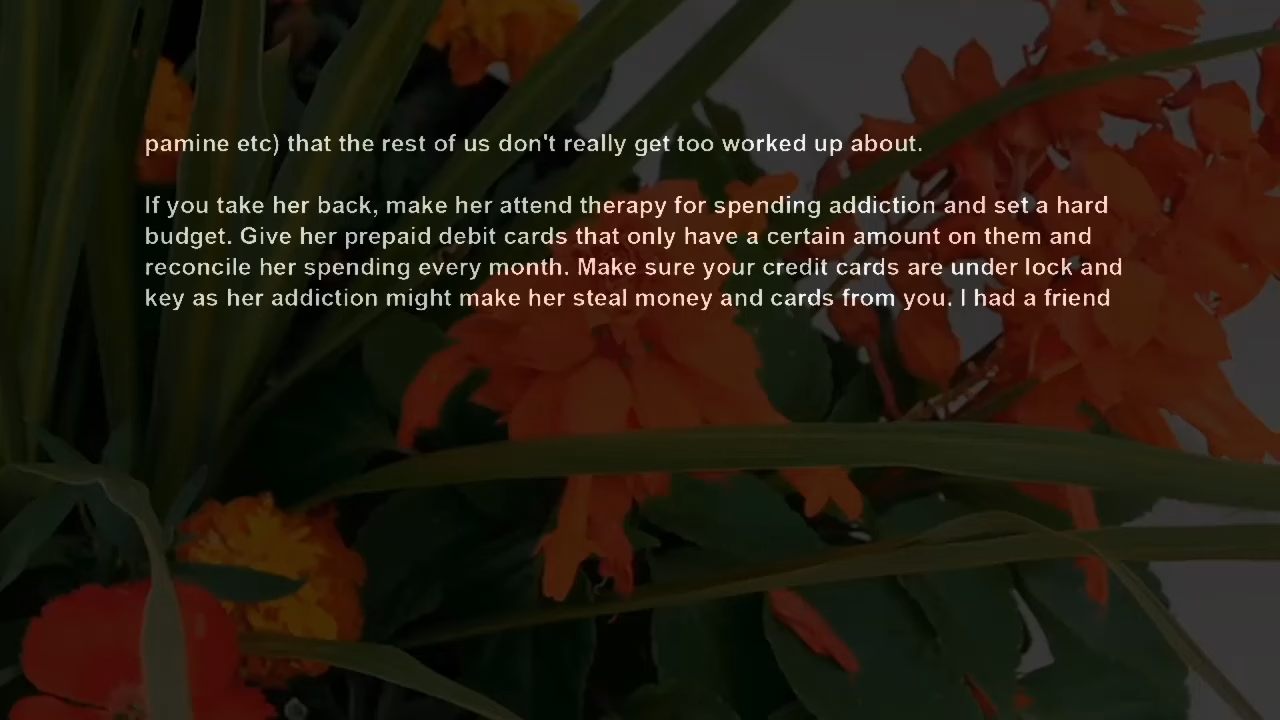 pamine etc) that the rest of us don't really get too worked up about.
If you take her back, make her attend therapy for spending addiction and set a hard
budget. Give her prepaid debit cards that only have a certain amount on them and
reconcile her spending every month. Make sure your credit cards are under lock and
key as her addiction might make her steal money and cards from you. I had a friend